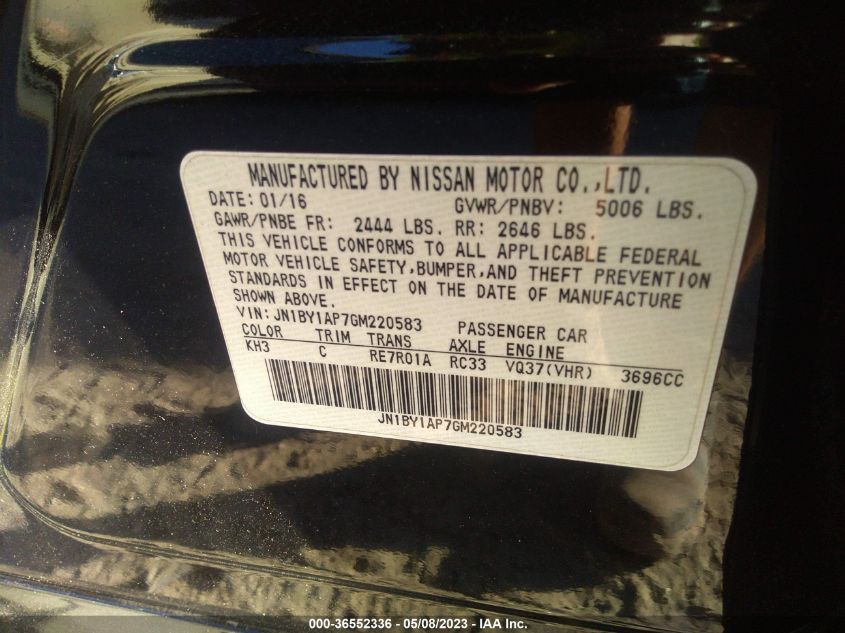 MANUFACTURED BY NISSAN MOTOR CO.,LTD.
DATE: 01/16 GVWR/PNBV: 5006 LBS.
GAWR/PNBE FR: 2444 LBS. RR: 2646 LBS.
THIS VEHICLE CONFORMS TO ALL APPLICABLE FEDERAL
MOTOR VEHICLE SAFETY,BUMPER,AND THEFT PREVENTION
STANDARDS IN EFFECT ON THE DATE OF MANUFACTURE
SHOWN ABOVE.
VIN: JN1BY1AP7GM220583 PASSENGER CAR
COLOR TRIM TRANS AXLE ENGINE
KH3 C RE7R01A RC33 VQ37(VHR) 3696CC
JN1BY1AP7GM220583
000-36552336 - 05/08/2023 - IAA Inc.